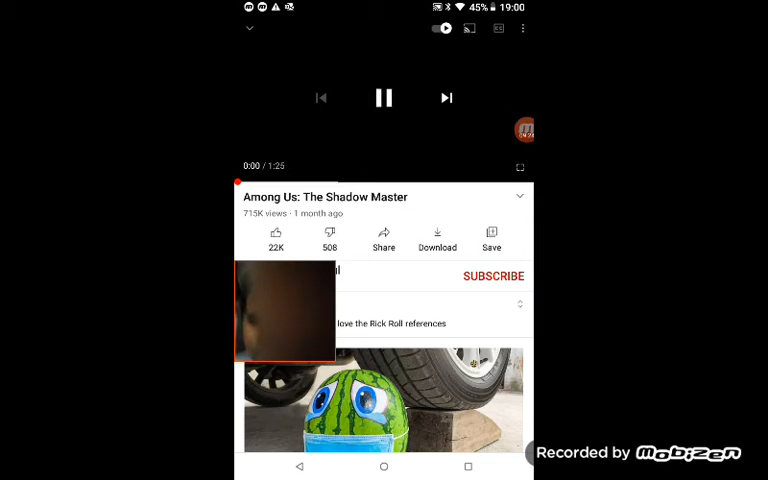 45% 19:00
0:00 / 1:25
Among Us: The Shadow Master
715K views · 1 month ago
22K 508 Share Download Save
SUBSCRIBE
love the Rick Roll references
Recorded by Mobizen